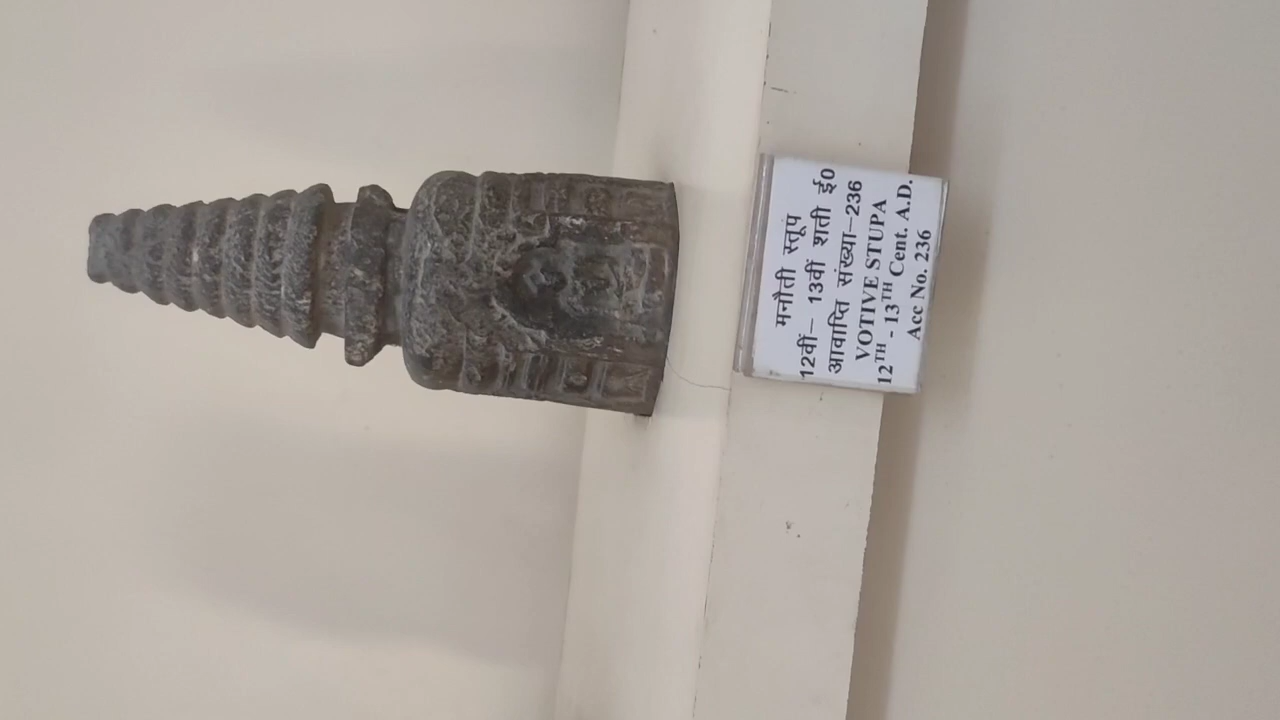 मनौती स्तूप
12वीं– 13वीं शती ई0
आवाप्ति संख्या–236
VOTIVE STUPA
12TH - 13TH Cent. A.D.
Acc No. 236